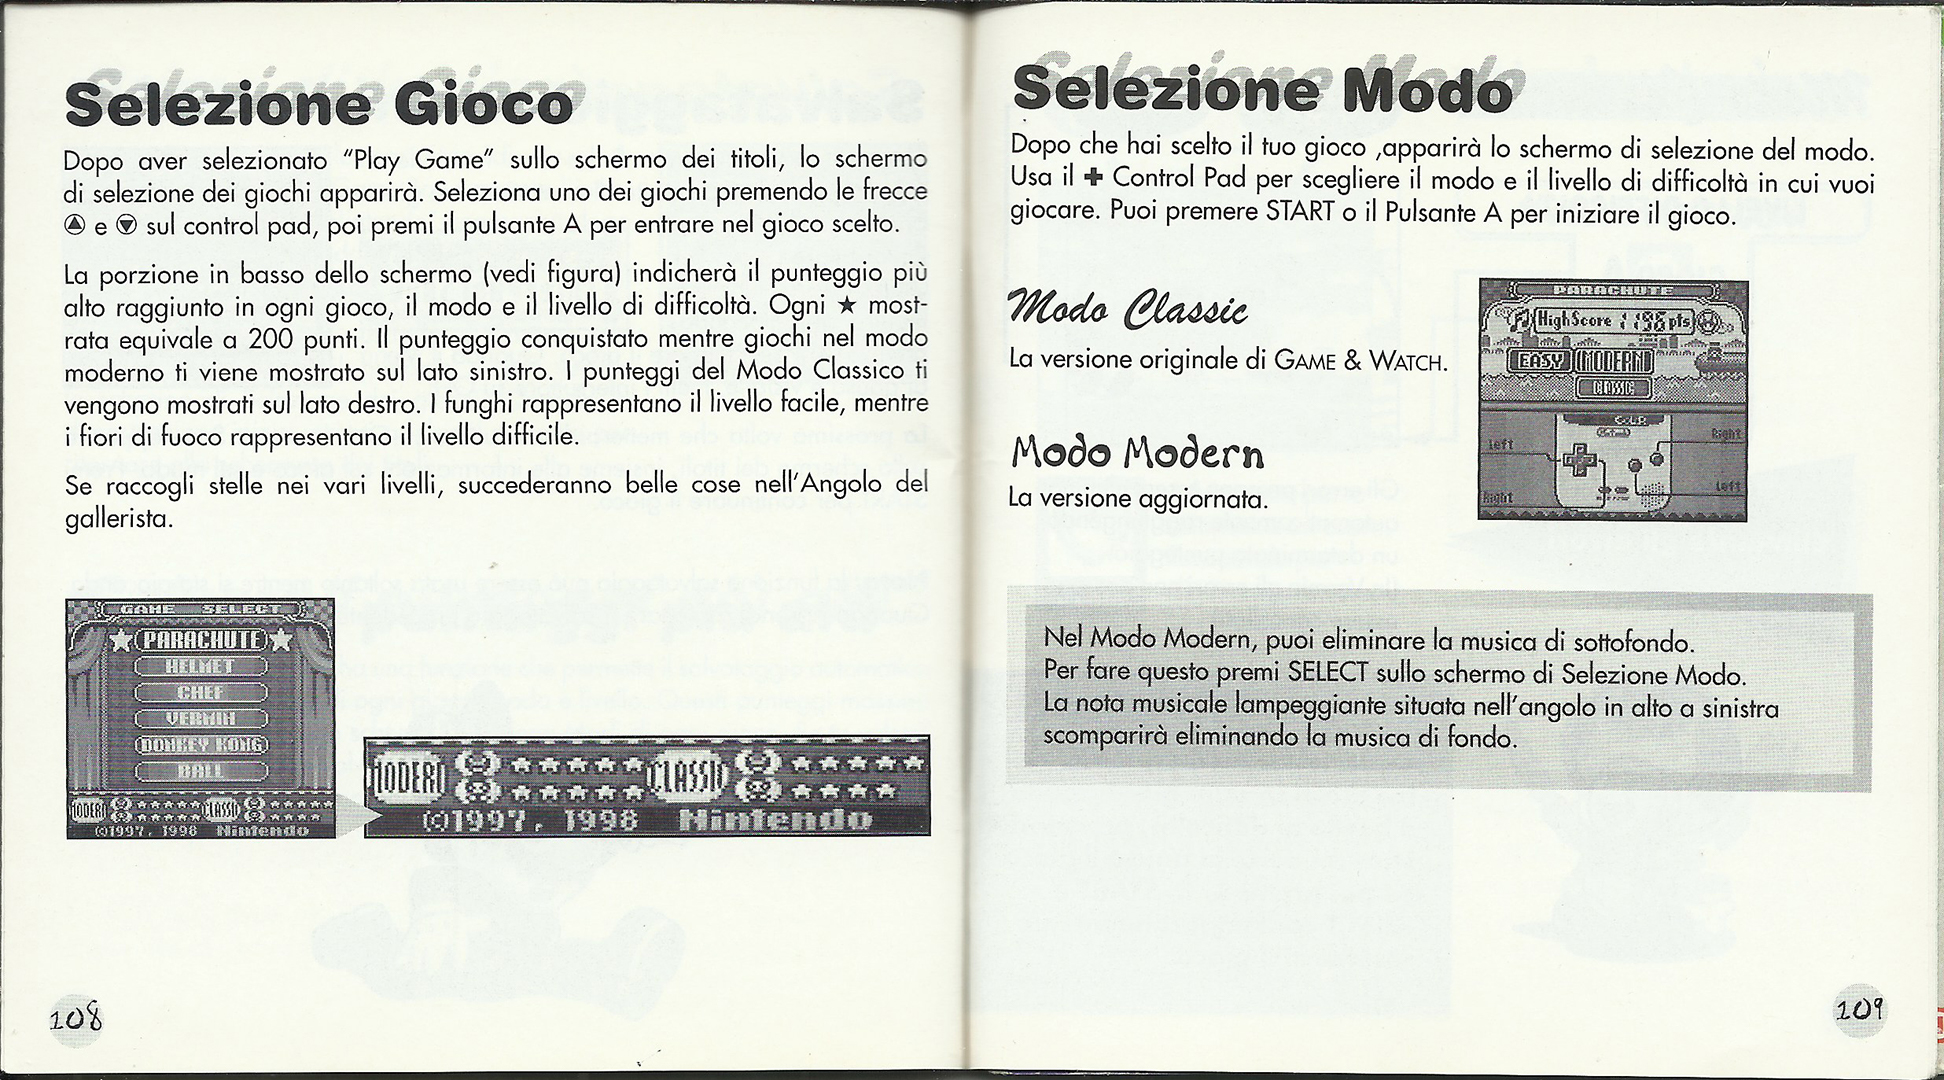 Selezione Gioco
Dopo aver selezionato "Play Game" sullo schermo dei titoli, lo schermo
di selezione dei giochi apparirà. Seleziona uno dei giochi premendo le frecce
▲ e ▼ sul control pad, poi premi il pulsante A per entrare nel gioco scelto.
La porzione in basso dello schermo (vedi figura) indicherà il punteggio più
alto raggiunto in ogni gioco, il modo e il livello di difficoltà. Ogni ★ most-
rata equivale a 200 punti. Il punteggio conquistato mentre giochi nel modo
moderno ti viene mostrato sul lato sinistro. I punteggi del Modo Classico ti
vengono mostrati sul lato destro. I funghi rappresentano il livello facile, mentre
i fiori di fuoco rappresentano il livello difficile.
Se raccogli stelle nei vari livelli, succederanno belle cose nell'Angolo del
gallerista.
GAME SELECT
★ PARACHUTE ★
HELMET
CHEF
VERMIN
DONKEY KONG
BALL
MODERN ★★★★★ CLASSIC ★★★★★
(c)1997, 1998 Nintendo
MODERN ★★★★★ CLASSIC ★★★★★
★★★★★ ★★★★
(c)1997, 1998 Nintendo
108
Selezione Modo
Dopo che hai scelto il tuo gioco ,apparirà lo schermo di selezione del modo.
Usa il ✚ Control Pad per scegliere il modo e il livello di difficoltà in cui vuoi
giocare. Puoi premere START o il Pulsante A per iniziare il gioco.
Modo Classic
La versione originale di GAME & WATCH.
Modo Modern
La versione aggiornata.
PARACHUTE
HighScore 1198pts
EASY MODERN
CLASSIC
Left
Right
Right
Left
Nel Modo Modern, puoi eliminare la musica di sottofondo.
Per fare questo premi SELECT sullo schermo di Selezione Modo.
La nota musicale lampeggiante situata nell'angolo in alto a sinistra
scomparirà eliminando la musica di fondo.
109